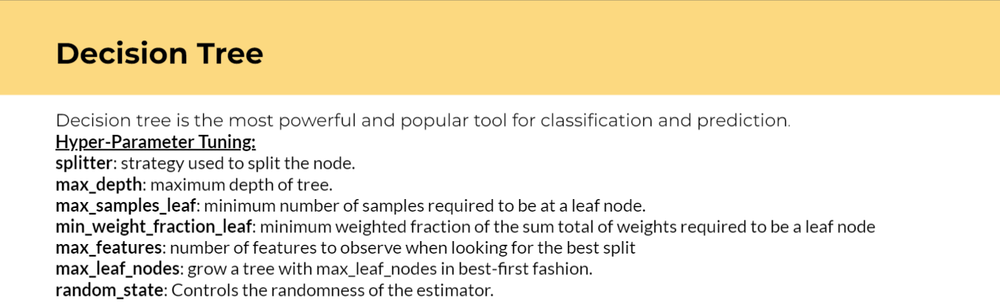 Decision Tree
Decision tree is the most powerful and popular tool for classification and prediction.
Hyper-Parameter Tuning:
splitter: strategy used to split the node.
max_depth: maximum depth of tree.
max_samples_leaf: minimum number of samples required to be at a leaf node.
min_weight_fraction_leaf: minimum weighted fraction of the sum total of weights required to be a leaf node
max_features: number of features to observe when looking for the best split
max_leaf_nodes: grow a tree with max_leaf_nodes in best-first fashion.
random_state: Controls the randomness of the estimator.